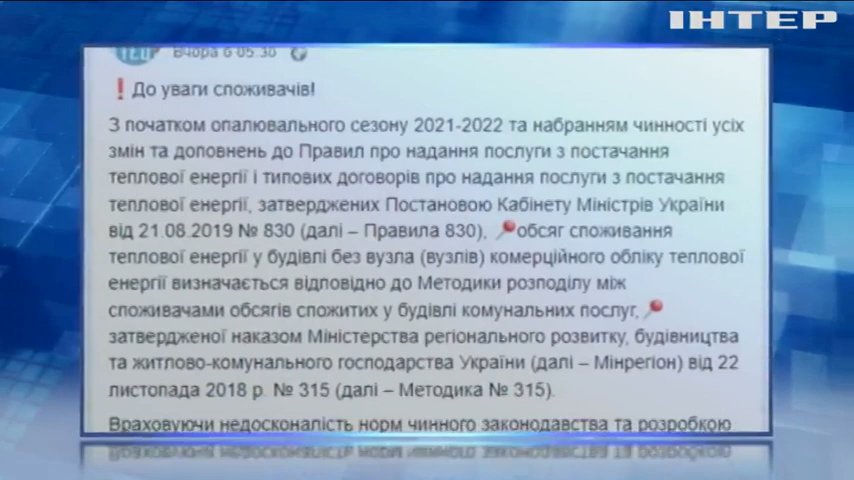 ІНТЕР
Вчора о 05:30
❗До уваги споживачів!
З початком опалювального сезону 2021-2022 та набранням чинності усіх
змін та доповнень до Правил про надання послуги з постачання
теплової енергії і типових договорів про надання послуги з постачання
теплової енергії, затверджених Постановою Кабінету Міністрів України
від 21.08.2019 № 830 (далі – Правила 830), 📍обсяг споживання
теплової енергії у будівлі без вузла (вузлів) комерційного обліку теплової
енергії визначається відповідно до Методики розподілу між
споживачами обсягів спожитих у будівлі комунальних послуг,📍
затвердженої наказом Міністерства регіонального розвитку, будівництва
та житлово-комунального господарства України (далі – Мінрегіон) від 22
листопада 2018 р. № 315 (далі – Методика № 315).
Враховуючи недосконалість норм чинного законодавства та розробкою